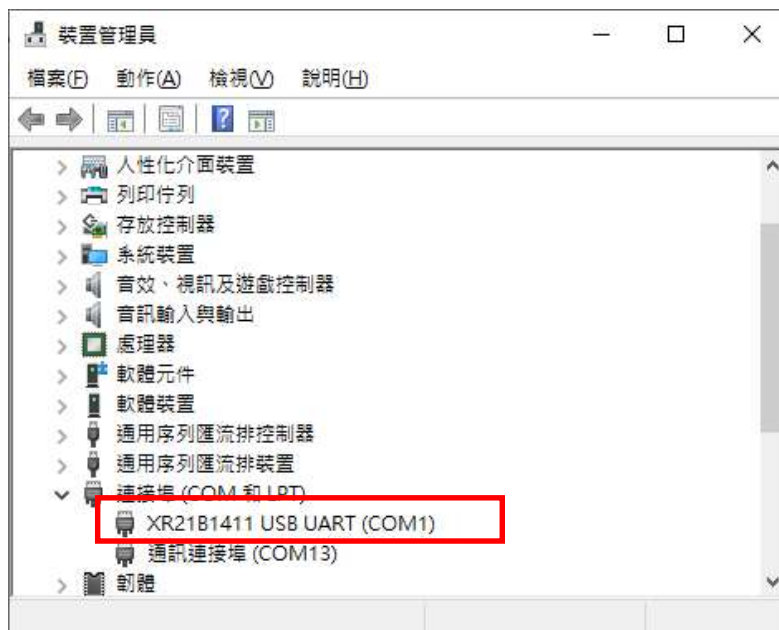 裝置管理員
檔案(F) 動作(A) 檢視(V) 說明(H)
人性化介面裝置
列印佇列
存放控制器
系統裝置
音效、視訊及遊戲控制器
音訊輸入與輸出
處理器
軟體元件
軟體裝置
通用序列匯流排控制器
通用序列匯流排裝置
連接埠 (COM 和 LPT)
XR21B1411 USB UART (COM1)
通訊連接埠 (COM13)
韌體